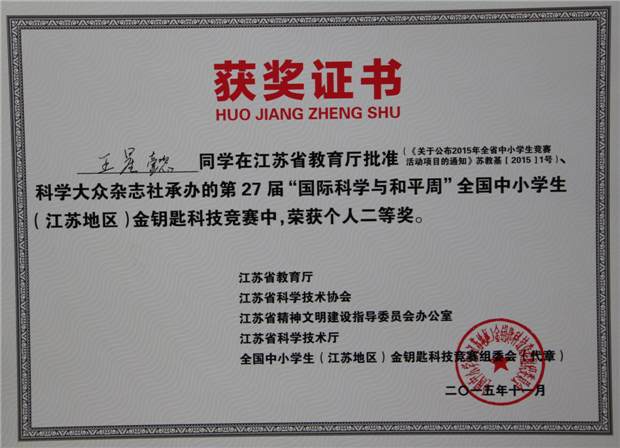 获奖证书
HUO JIANG ZHENG SHU
王星懿同学在江苏省教育厅批准(《关于公布2015年全省中小学生竞赛活动项目的通知》苏教基[2015]1号)、
科学大众杂志社承办的第27届“国际科学与和平周”全国中小学生
(江苏地区)金钥匙科技竞赛中,荣获个人二等奖。
江苏省教育厅
江苏省科学技术协会
江苏省精神文明建设指导委员会办公室
江苏省科学技术厅
全国中小学生(江苏地区)金钥匙科技竞赛组委会(代章)
二〇一五年十一月